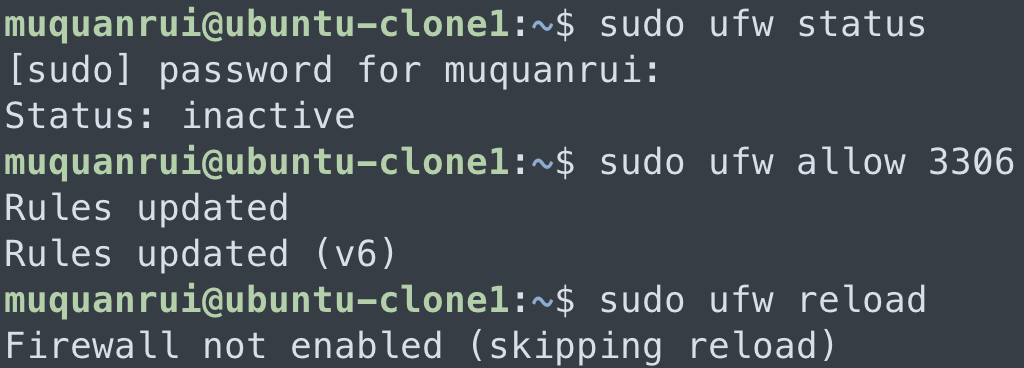 muquanrui@ubuntu-clone1:~$ sudo ufw status
[sudo] password for muquanrui:
Status: inactive
muquanrui@ubuntu-clone1:~$ sudo ufw allow 3306
Rules updated
Rules updated (v6)
muquanrui@ubuntu-clone1:~$ sudo ufw reload
Firewall not enabled (skipping reload)